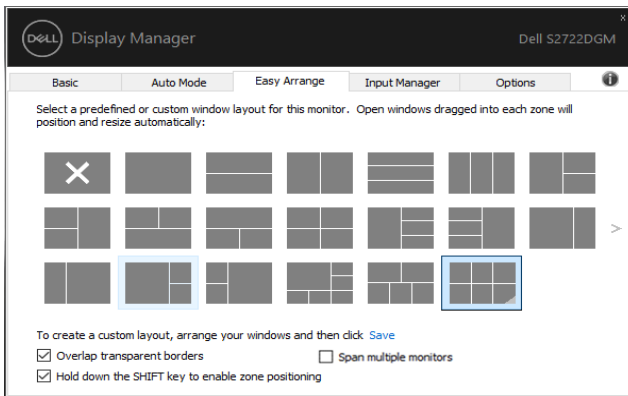 x
DELL Display Manager Dell S2722DGM
Basic Auto Mode Easy Arrange Input Manager Options i
Select a predefined or custom window layout for this monitor. Open windows dragged into each zone will
position and resize automatically:
>
To create a custom layout, arrange your windows and then click Save
Overlap transparent borders Span multiple monitors
Hold down the SHIFT key to enable zone positioning